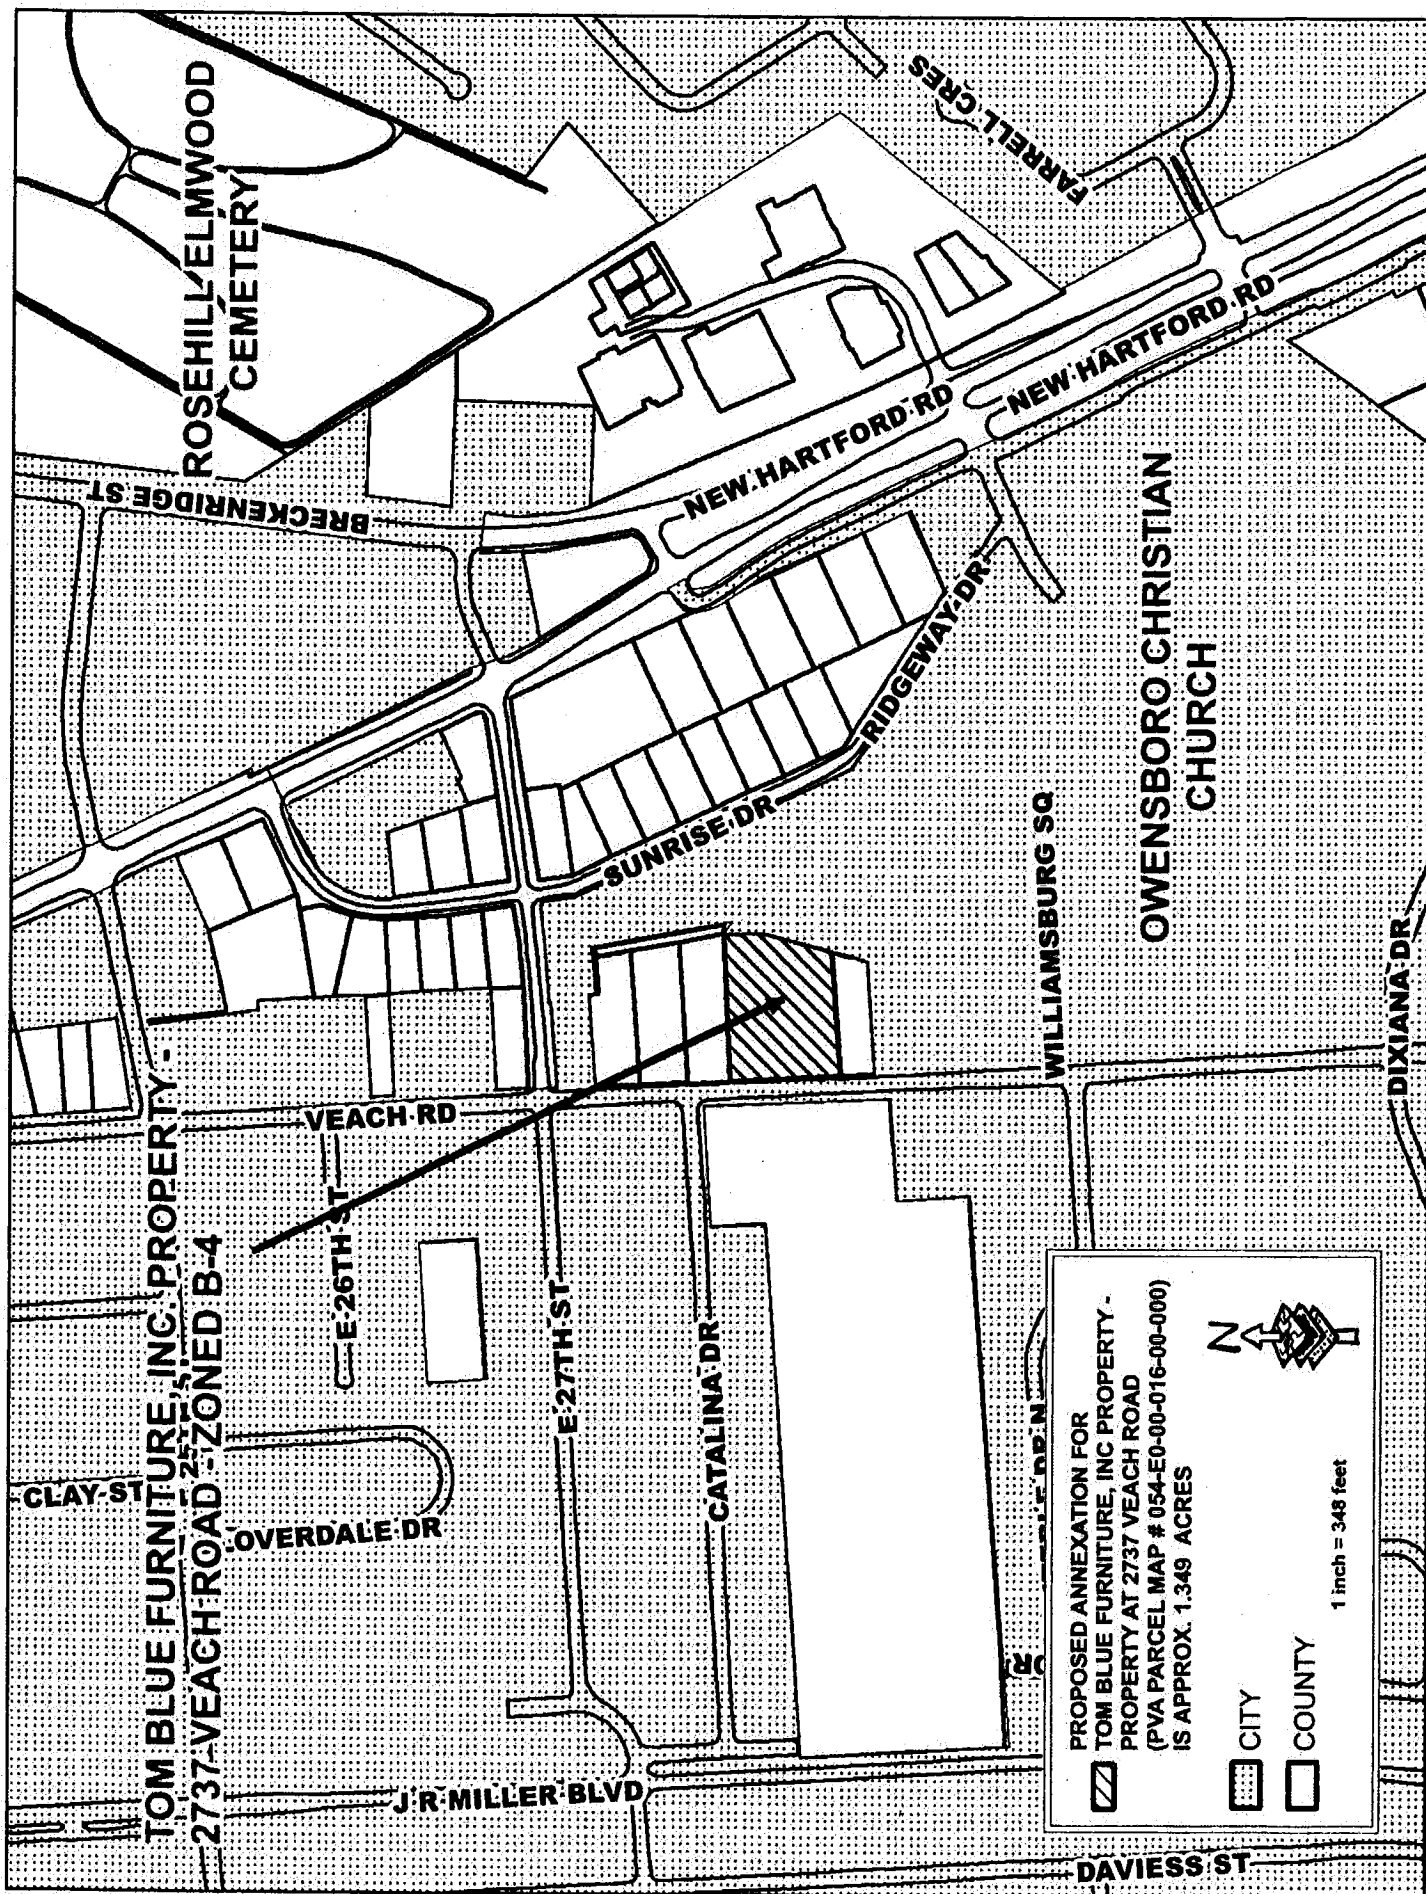 TOM BLUE FURNITURE, INC. PROPERTY -
2737 VEACH ROAD - ZONED B-4
ROSEHILL/ELMWOOD
CEMETERY
CLAY ST
OVERDALE DR
E 26TH ST
VEACH RD
BRECKENRIDGE ST
J R MILLER BLVD
E 27TH ST
CATALINA DR
SUNRISE DR
RIDGEWAY DR
NEW HARTFORD RD
NEW HARTFORD RD
FARRELL CRES
WILLIAMSBURG SQ
OWENSBORO CHRISTIAN
CHURCH
DIXIANA DR
DAVIESS ST
PROPOSED ANNEXATION FOR
TOM BLUE FURNITURE, INC PROPERTY -
PROPERTY AT 2737 VEACH ROAD
(PVA PARCEL MAP # 054-E0-00-016-00-000)
IS APPROX. 1.349 ACRES
CITY
COUNTY
N
1 inch = 348 feet